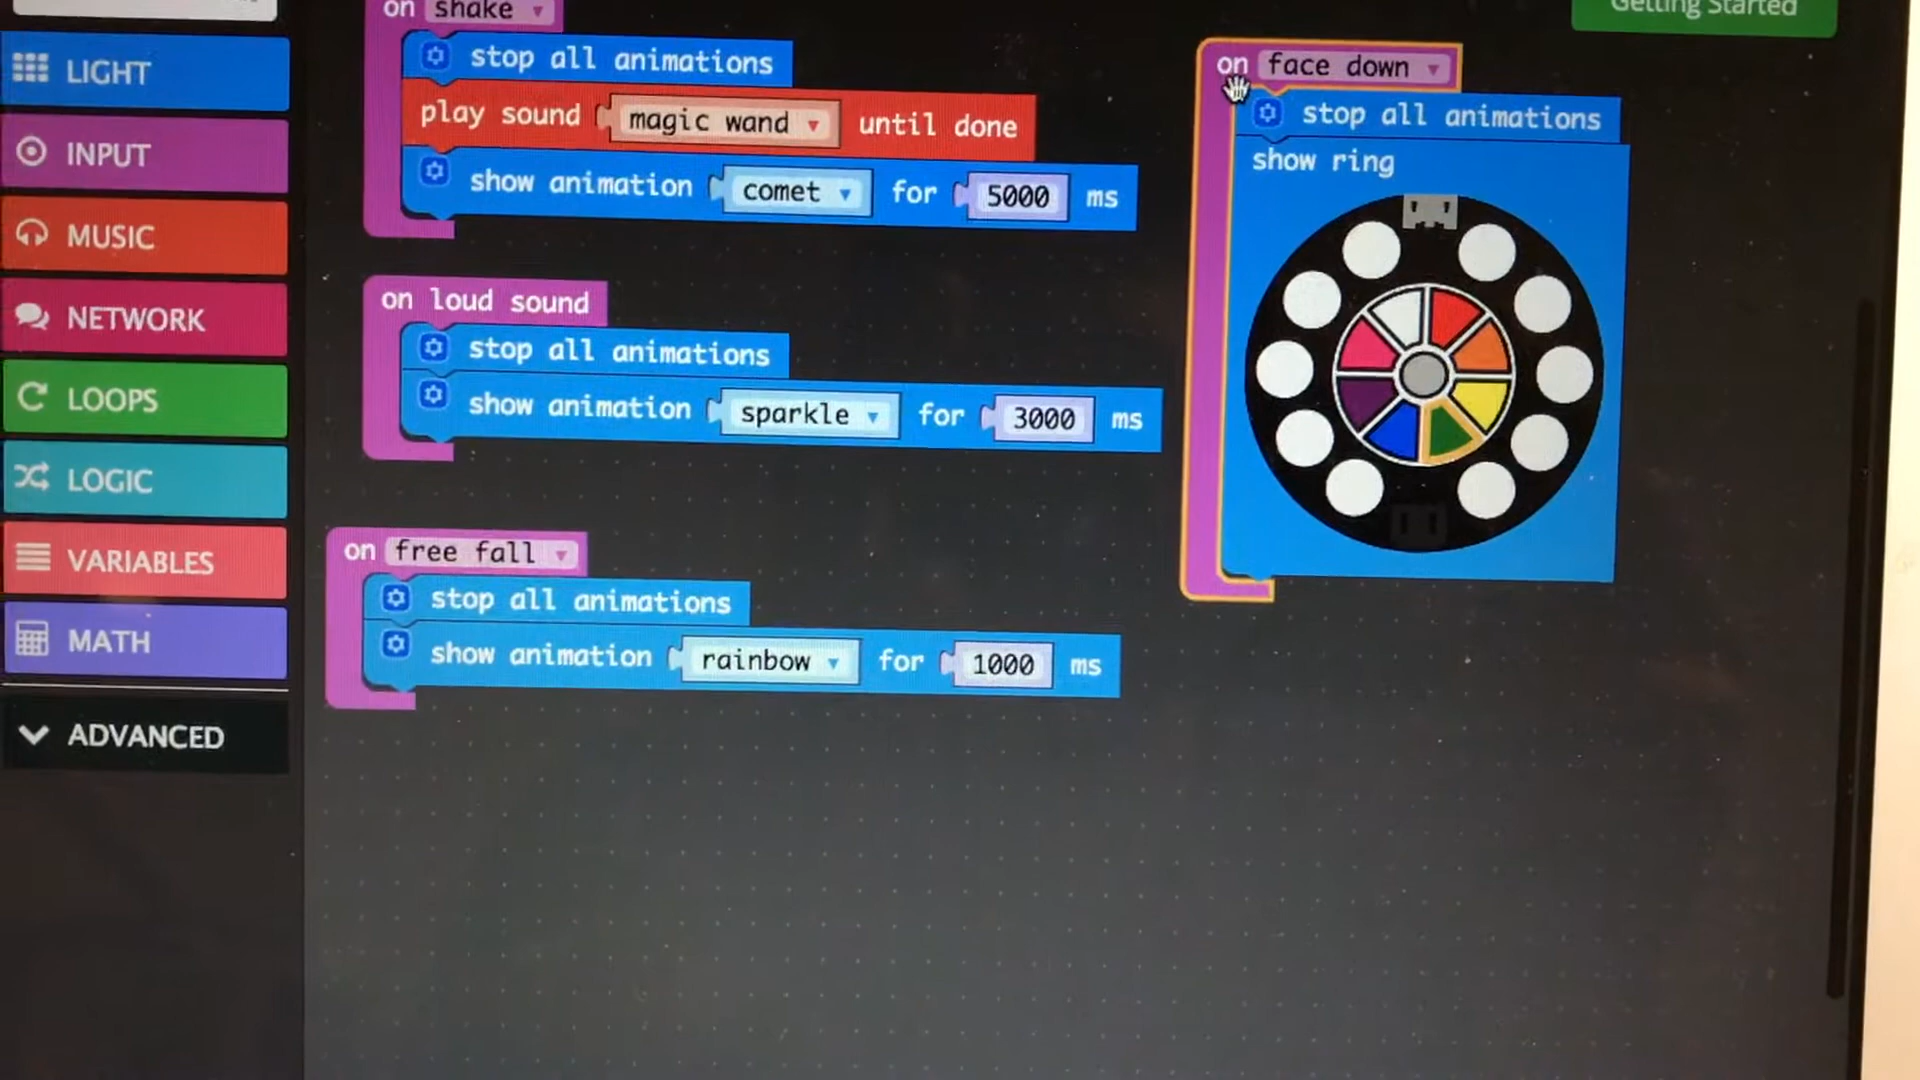 Getting Started
LIGHT
INPUT
MUSIC
NETWORK
LOOPS
LOGIC
VARIABLES
MATH
ADVANCED
on shake
stop all animations
play sound magic wand until done
show animation comet for 5000 ms
on loud sound
stop all animations
show animation sparkle for 3000 ms
on free fall
stop all animations
show animation rainbow for 1000 ms
on face down
stop all animations
show ring